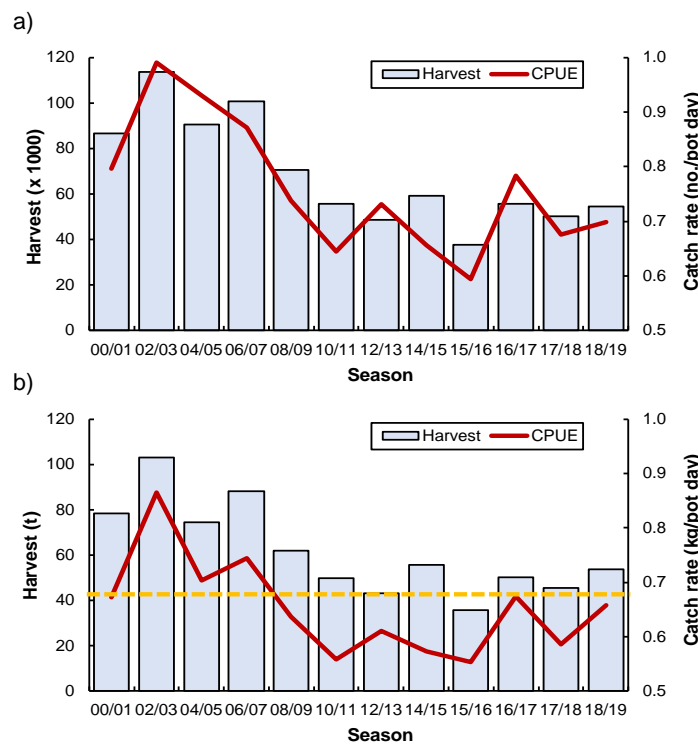 a)
120
100
80
60
40
20
0
Harvest (x 1000)
Harvest CPUE
1.0
0.9
0.8
0.7
0.6
0.5
Catch rate (no./pot day)
00/01 02/03 04/05 06/07 08/09 10/11 12/13 14/15 15/16 16/17 17/18 18/19
Season
b)
120
100
80
60
40
20
0
Harvest (t)
Harvest CPUE
1.0
0.9
0.8
0.7
0.6
0.5
Catch rate (kg/pot day)
00/01 02/03 04/05 06/07 08/09 10/11 12/13 14/15 15/16 16/17 17/18 18/19
Season